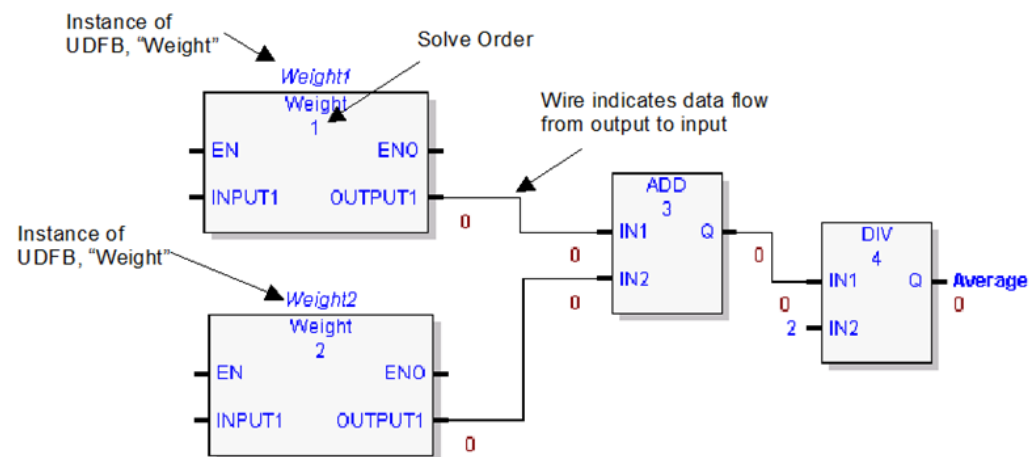 Instance of
UDFB, “Weight”
Solve Order
Weight1
Weight
1
EN ENO
INPUT1 OUTPUT1
0
Wire indicates data flow
from output to input
ADD
3
IN1 Q
0
0
IN2
0
DIV
4
IN1 Q Average
0
0
2 IN2
Instance of
UDFB, “Weight”
Weight2
Weight
2
EN ENO
INPUT1 OUTPUT1
0